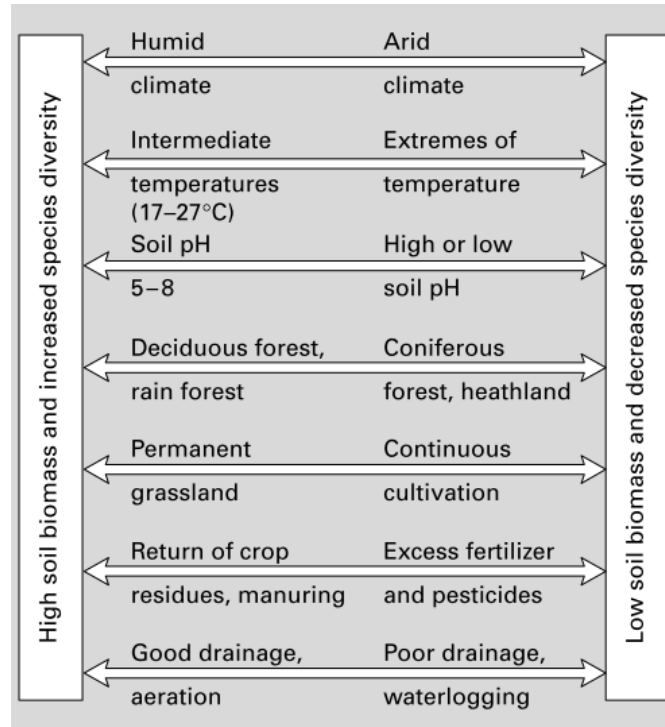 High soil biomass and increased species diversity
Humid
climate
Arid
climate
Intermediate
temperatures
(17–27°C)
Extremes of
temperature
Soil pH
5–8
High or low
soil pH
Deciduous forest,
rain forest
Coniferous
forest, heathland
Permanent
grassland
Continuous
cultivation
Return of crop
residues, manuring
Excess fertilizer
and pesticides
Good drainage,
aeration
Poor drainage,
waterlogging
Low soil biomass and decreased species diversity